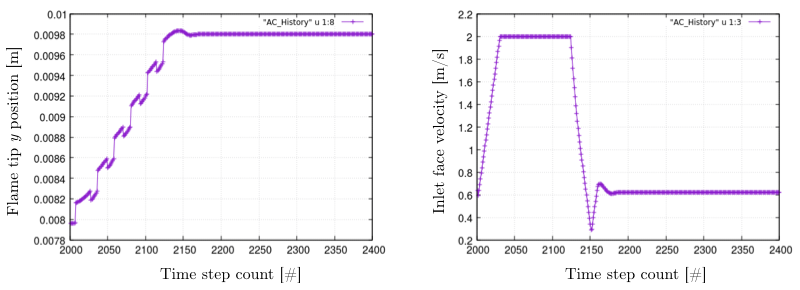 0.01
0.0098
0.0096
0.0094
0.0092
0.009
0.0088
0.0086
0.0084
0.0082
0.008
0.0078
2000 2050 2100 2150 2200 2250 2300 2350 2400
"AC_History" u 1:8
Flame tip y position [m]
Time step count [#]
2.2
2
1.8
1.6
1.4
1.2
1
0.8
0.6
0.4
0.2
2000 2050 2100 2150 2200 2250 2300 2350 2400
"AC_History" u 1:3
Inlet face velocity [m/s]
Time step count [#]